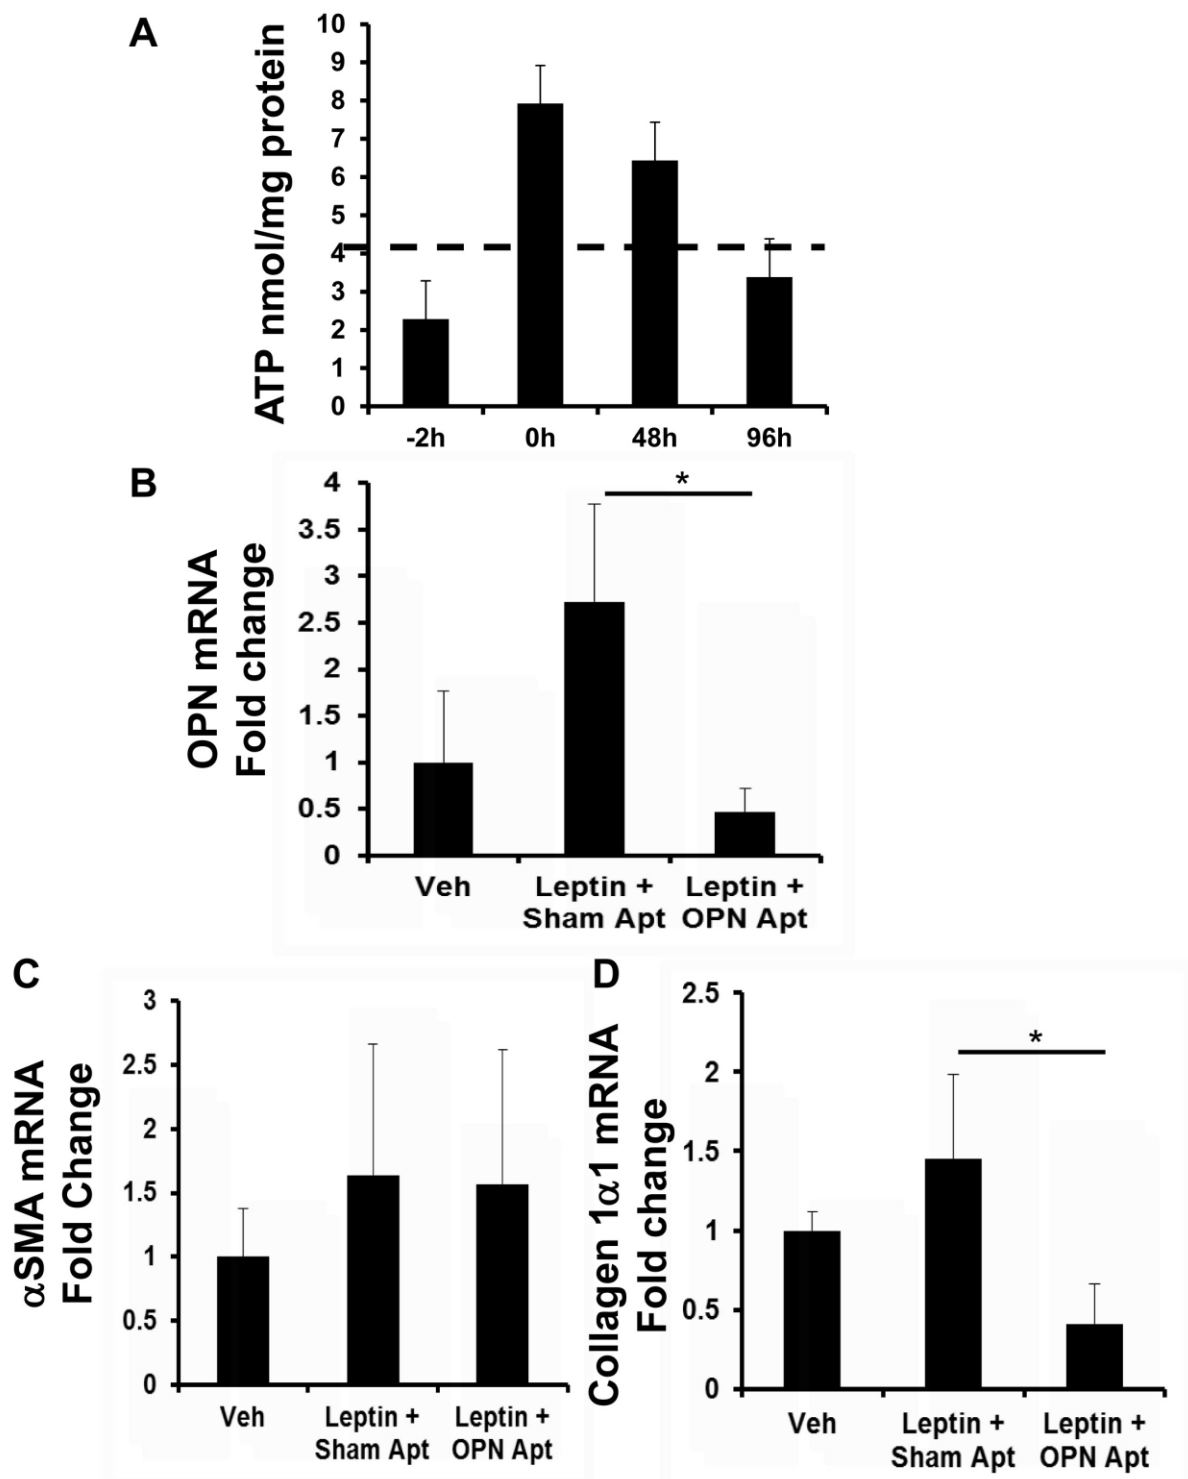 A
ATP nmol/mg protein
10
9
8
7
6
5
4
3
2
1
0
-2h 0h 48h 96h
B
OPN mRNA
Fold change
4
3.5
3
2.5
2
1.5
1
0.5
0
*
Veh Leptin + Leptin +
Sham Apt OPN Apt
C
αSMA mRNA
Fold Change
3
2.5
2
1.5
1
0.5
0
Veh Leptin + Leptin +
Sham Apt OPN Apt
D
Collagen 1α1 mRNA
Fold change
2.5
2
1.5
1
0.5
0
*
Veh Leptin + Leptin +
Sham Apt OPN Apt